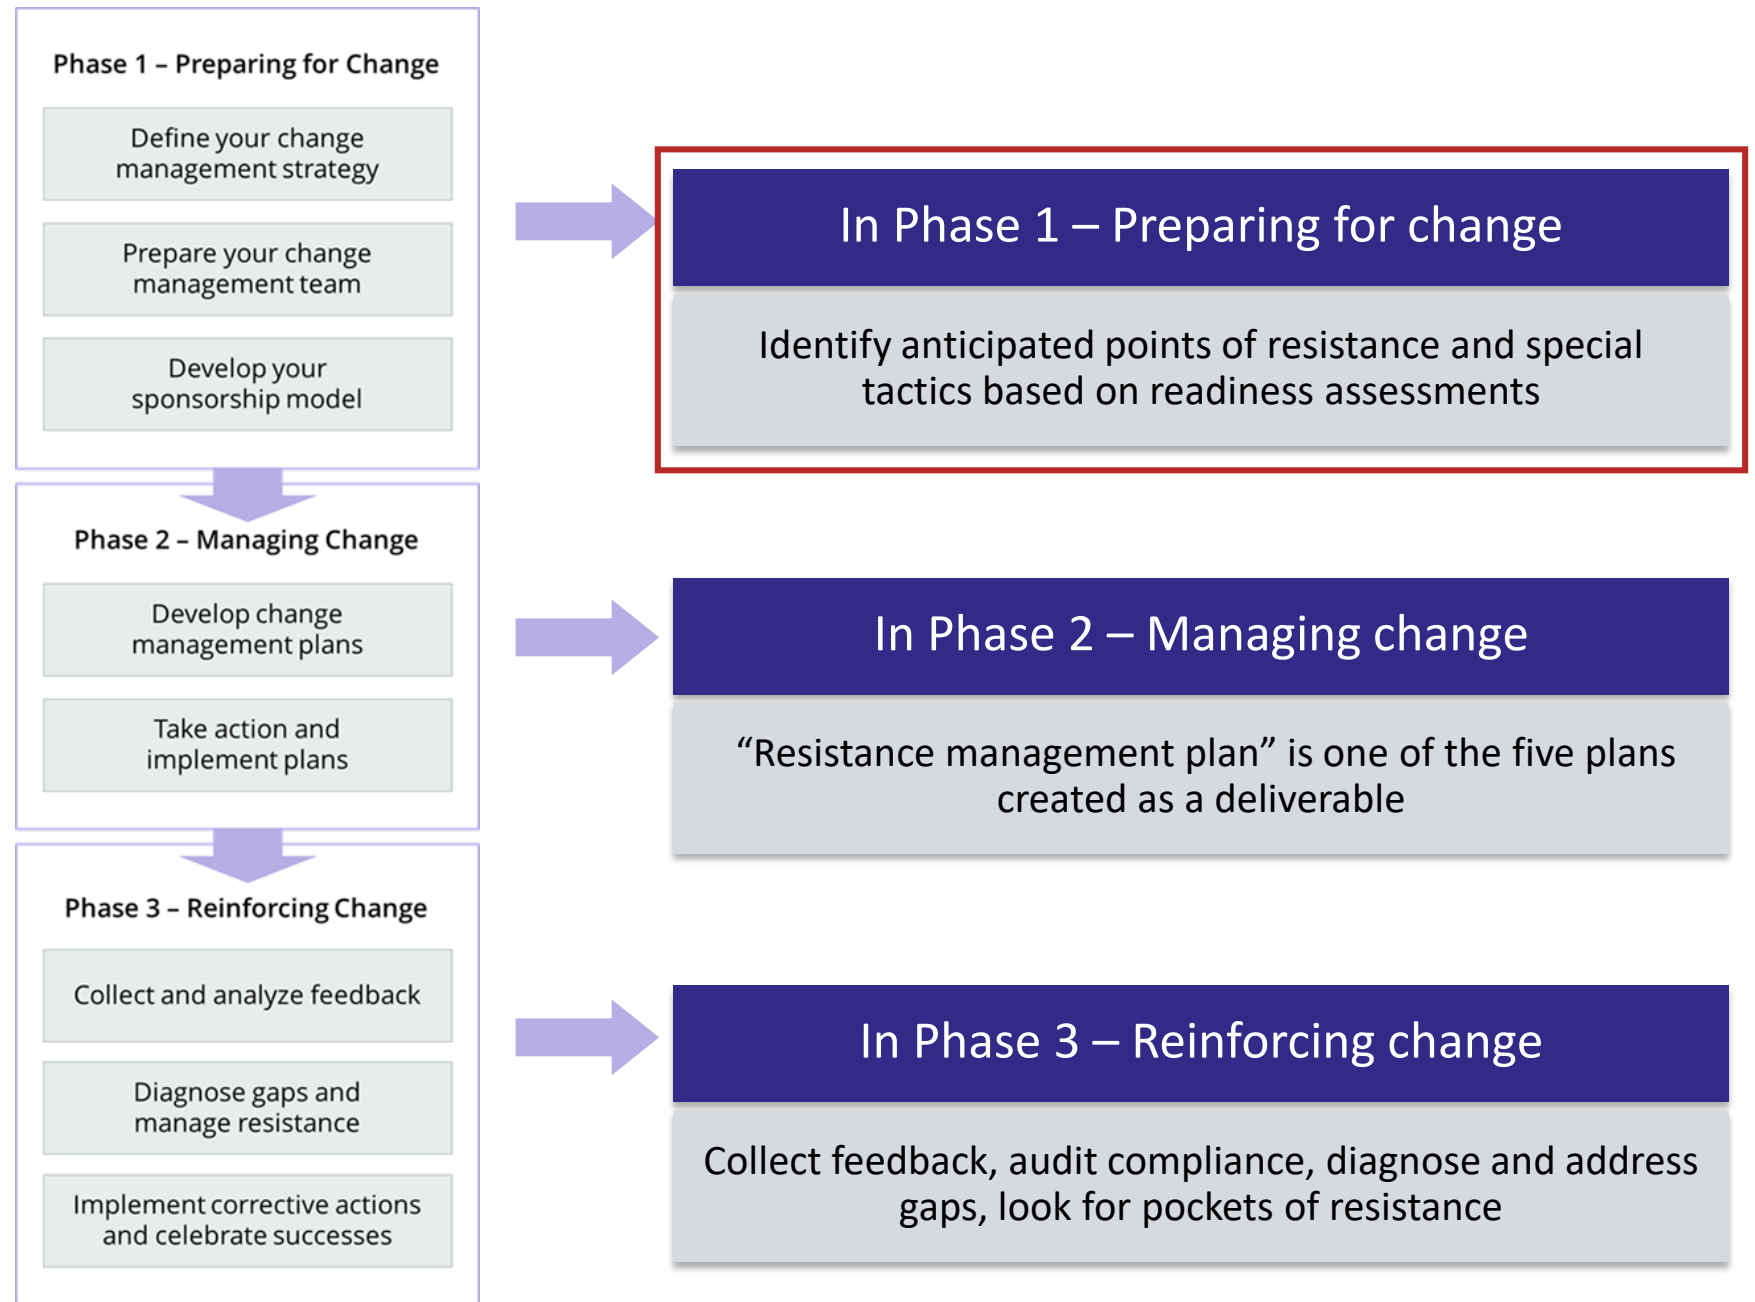 Phase 1 – Preparing for Change
Define your change
management strategy
Prepare your change
management team
Develop your
sponsorship model
In Phase 1 – Preparing for change
Identify anticipated points of resistance and special
tactics based on readiness assessments
Phase 2 – Managing Change
Develop change
management plans
Take action and
implement plans
In Phase 2 – Managing change
“Resistance management plan” is one of the five plans
created as a deliverable
Phase 3 – Reinforcing Change
Collect and analyze feedback
Diagnose gaps and
manage resistance
Implement corrective actions
and celebrate successes
In Phase 3 – Reinforcing change
Collect feedback, audit compliance, diagnose and address
gaps, look for pockets of resistance